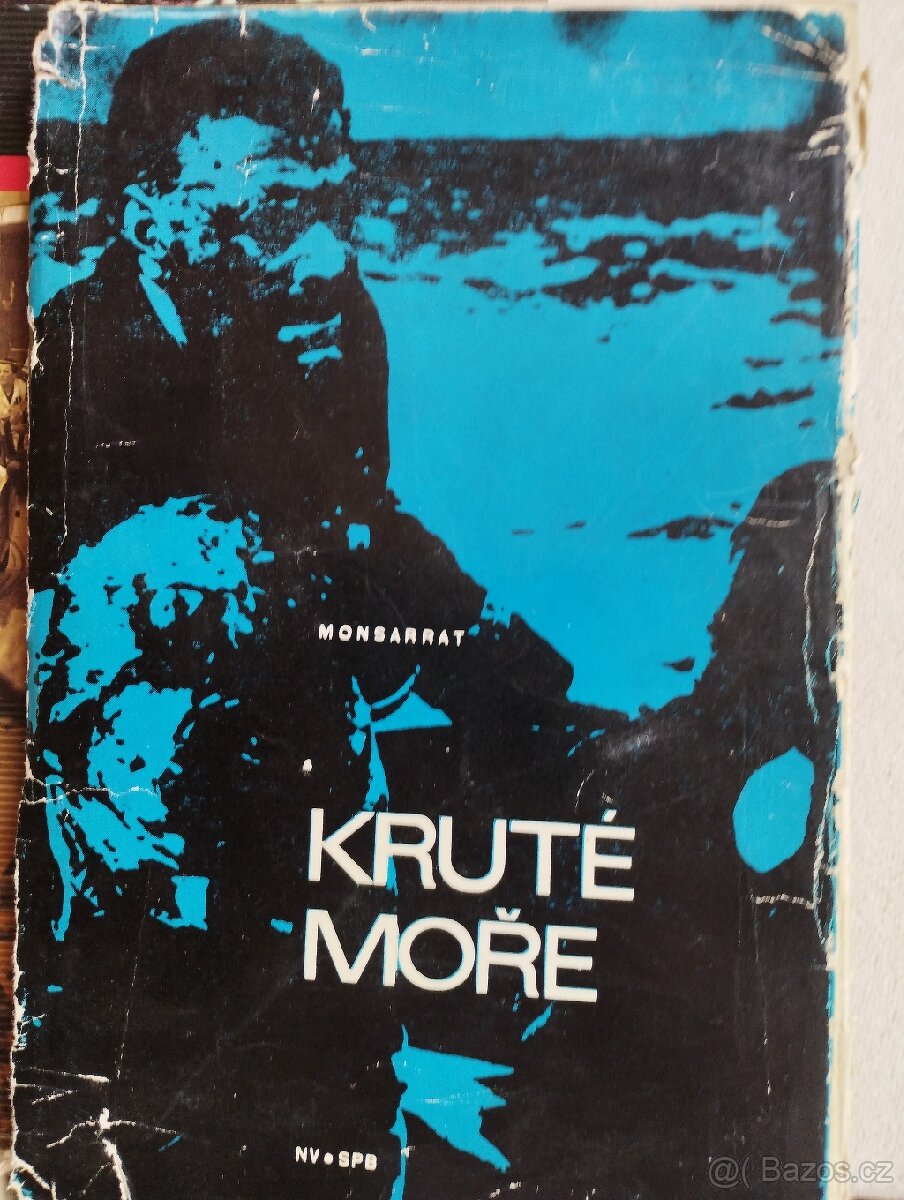 MONSARRAT
KRUTÉ
MOŘE
NV • SPB
@( Bazos.cz